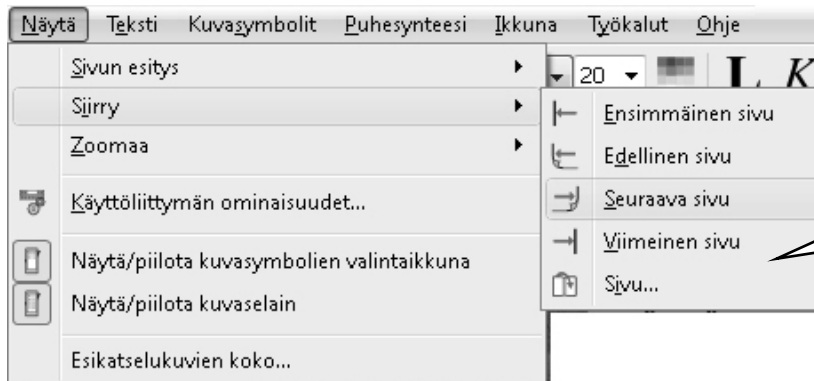 Näytä Teksti Kuvasymbolit Puhesynteesi Ikkuna Työkalut Ohje
20 L K
Sivun esitys
Siirry
Zoomaa
Käyttöliittymän ominaisuudet...
Näytä/piilota kuvasymbolien valintaikkuna
Näytä/piilota kuvaselain
Esikatselukuvien koko...
Ensimmäinen sivu
Edellinen sivu
Seuraava sivu
Viimeinen sivu
Sivu...